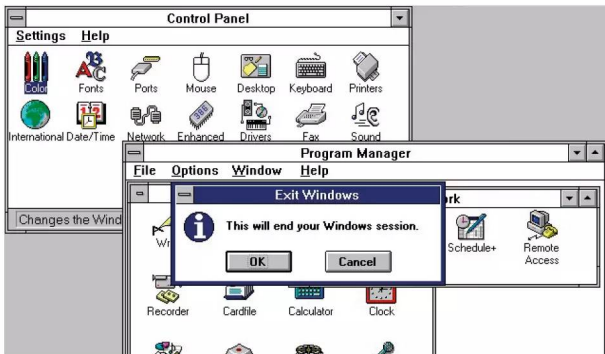 Control Panel
Settings Help
Color Fonts Ports Mouse Desktop Keyboard Printers
International Date/Time Network Enhanced Drivers Fax Sound
Changes the Wind
Program Manager
File Options Window Help
rk
Exit Windows
This will end your Windows session.
OK Cancel
Wr
Schedule+ Remote Access
Recorder Cardfile Calculator Clock